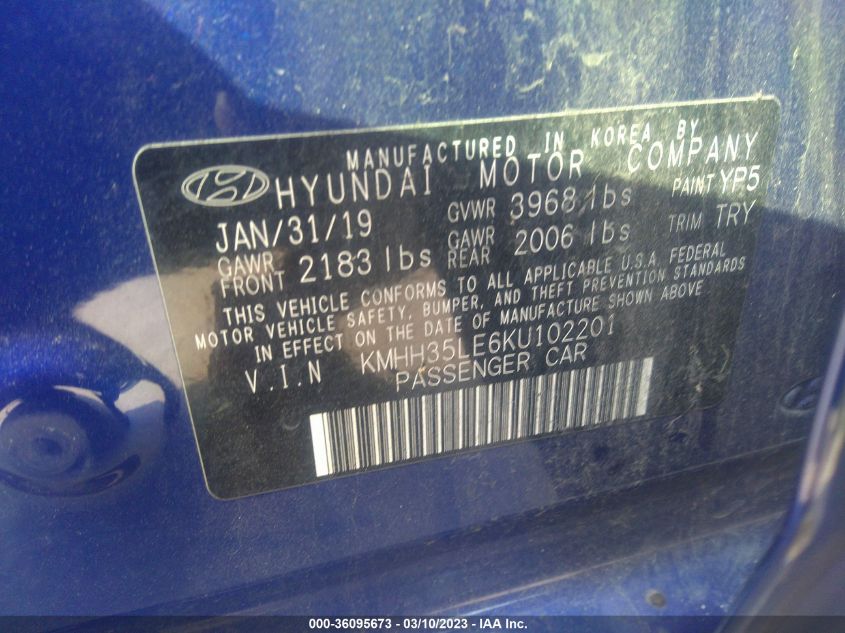 MANUFACTURED IN KOREA BY
HYUNDAI MOTOR COMPANY
JAN/31/19 GVWR 3968 lbs PAINT YP5
GAWR FRONT 2183 lbs GAWR REAR 2006 lbs TRIM TRY
THIS VEHICLE CONFORMS TO ALL APPLICABLE U.S.A. FEDERAL
MOTOR VEHICLE SAFETY, BUMPER, AND THEFT PREVENTION STANDARDS
IN EFFECT ON THE DATE OF MANUFACTURE SHOWN ABOVE
V.I.N KMHH35LE6KU102201
PASSENGER CAR
000-36095673 - 03/10/2023 - IAA Inc.